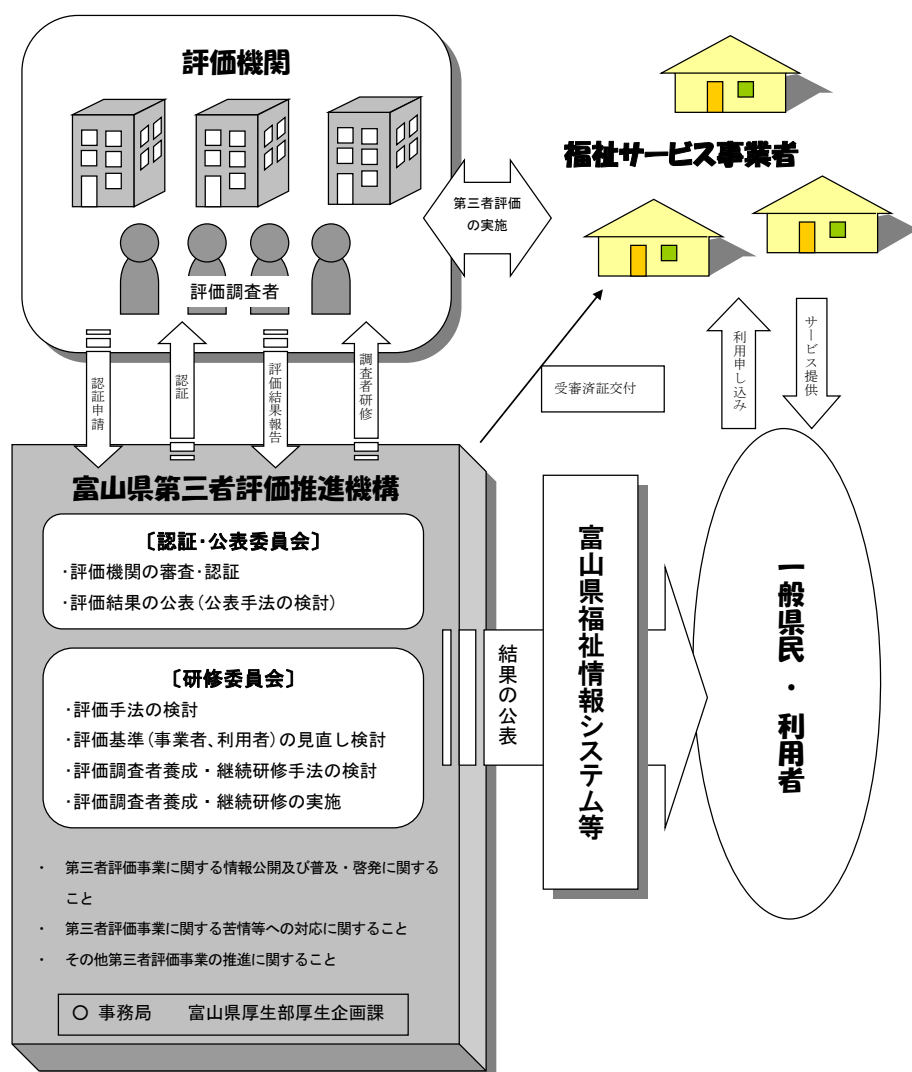 評価機関
福祉サービス事業者
第三者評価
の実施
評価調査者
認証申請
認証
評価結果報告
調査者研修
受審済証交付
利用申し込み
サービス提供
富山県第三者評価推進機構
〔認証・公表委員会〕
・評価機関の審査・認証
・評価結果の公表(公表手法の検討)
〔研修委員会〕
・評価手法の検討
・評価基準(事業者、利用者)の見直し検討
・評価調査者養成・継続研修手法の検討
・評価調査者養成・継続研修の実施
・ 第三者評価事業に関する情報公開及び普及・啓発に関する
こと
・ 第三者評価事業に関する苦情等への対応に関すること
・ その他第三者評価事業の推進に関すること
○ 事務局 富山県厚生部厚生企画課
結果の公表
富山県福祉情報システム等
一般県民・利用者